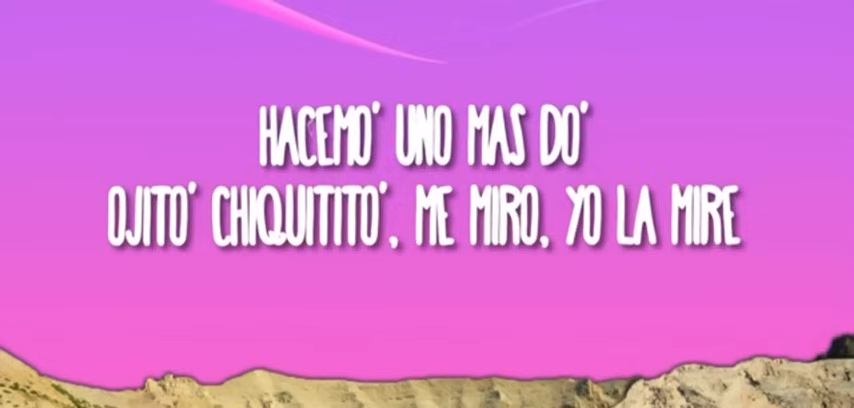 HACEMO' UNO MAS DO'
OJITO' CHIQUITITO', ME MIRO, YO LA MIRE